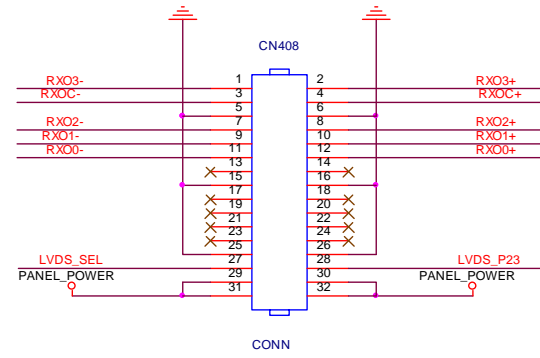 CN408
RXO3- 1 2 RXO3+
RXOC- 3 4 RXOC+
5 6
RXO2- 7 8 RXO2+
RXO1- 9 10 RXO1+
RXO0- 11 12 RXO0+
13 14
15 16
17 18
19 20
21 22
23 24
25 26
LVDS_SEL 27 28 LVDS_P23
PANEL_POWER 29 30 PANEL_POWER
31 32
CONN